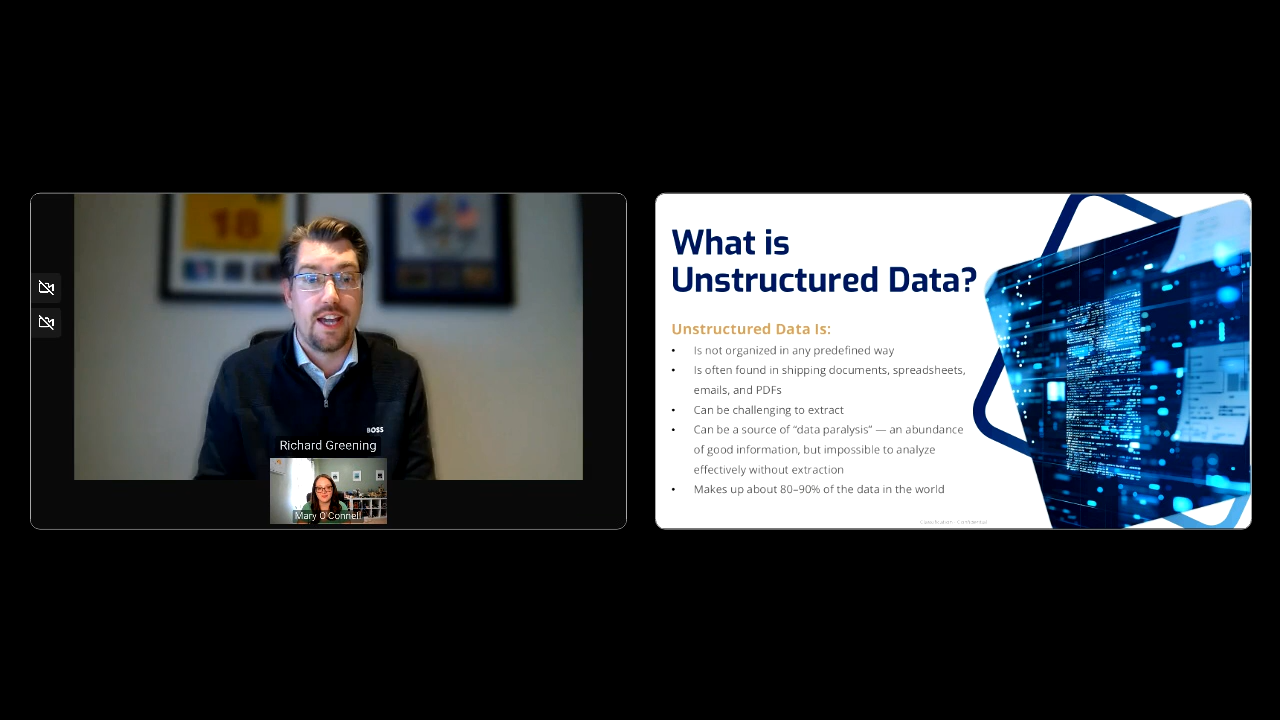 18
BO$S
Richard Greening
Mary O Connell
What is
Unstructured Data?
Unstructured Data Is:
• Is not organized in any predefined way
• Is often found in shipping documents, spreadsheets,
emails, and PDFs
• Can be challenging to extract
• Can be a source of “data paralysis” — an abundance
of good information, but impossible to analyze
effectively without extraction
• Makes up about 80–90% of the data in the world
Classification: Confidential